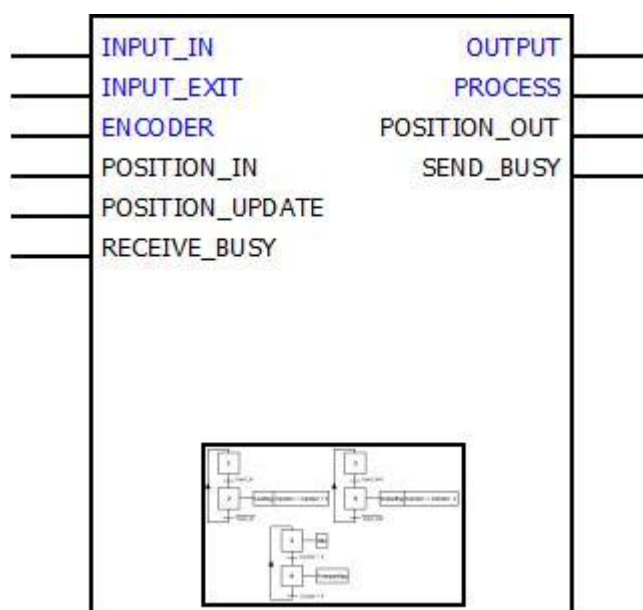 INPUT_IN
OUTPUT
INPUT_EXIT
PROCESS
ENCODER
POSITION_OUT
POSITION_IN
SEND_BUSY
POSITION_UPDATE
RECEIVE_BUSY